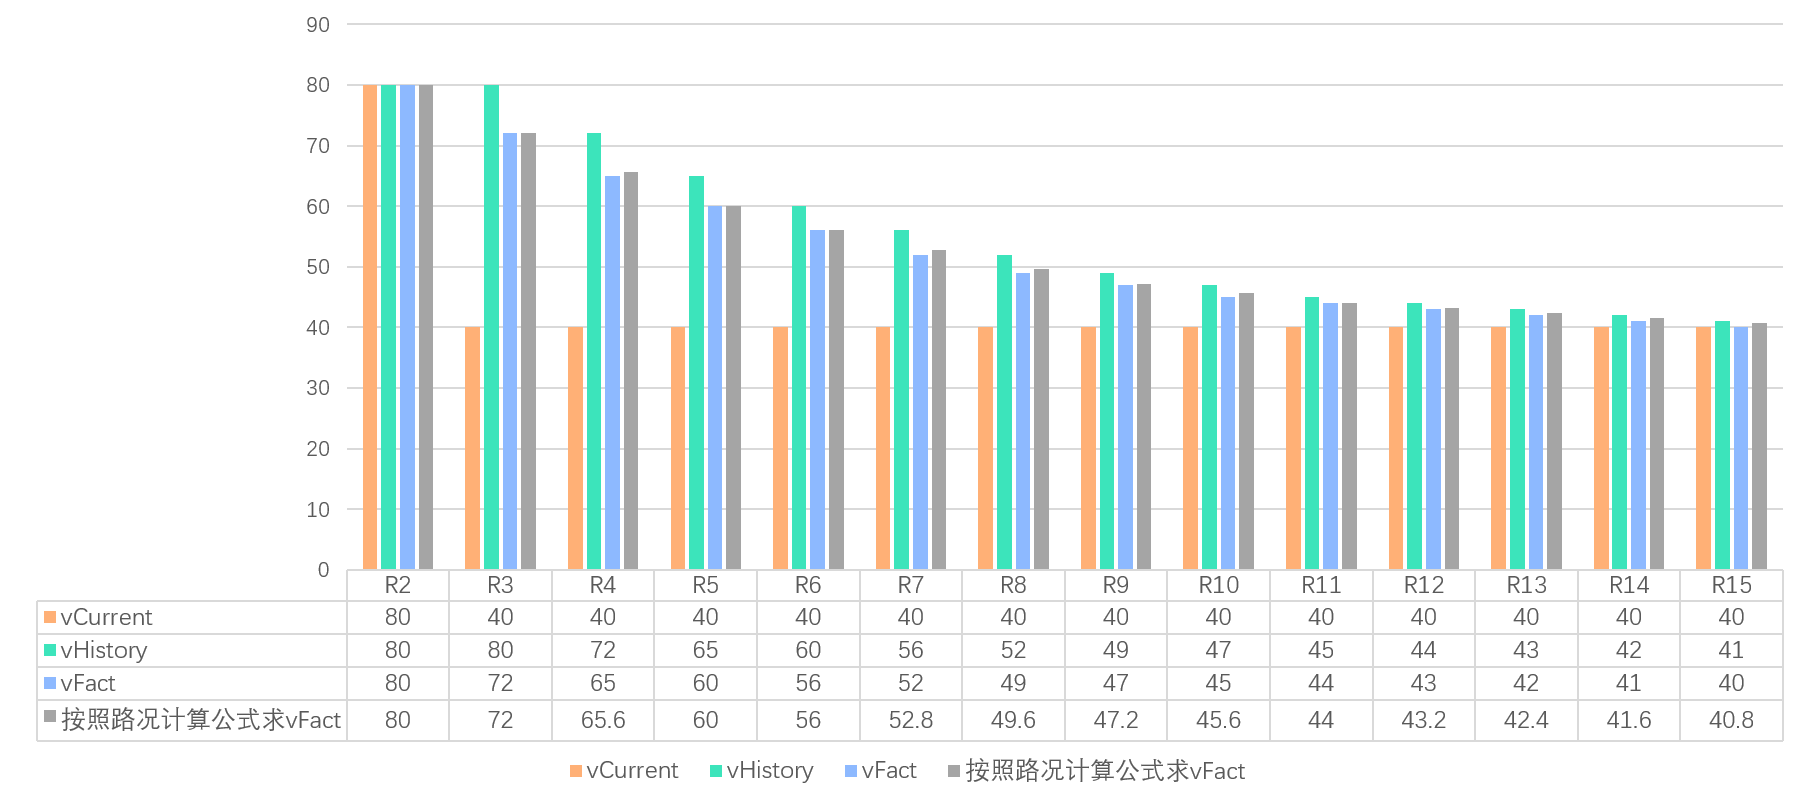 90
80
70
60
50
40
30
20
10
0
R2 R3 R4 R5 R6 R7 R8 R9 R10 R11 R12 R13 R14 R15
vCurrent 80 40 40 40 40 40 40 40 40 40 40 40 40 40
vHistory 80 80 72 65 60 56 52 49 47 45 44 43 42 41
vFact 80 72 65 60 56 52 49 47 45 44 43 42 41 40
按照路况计算公式求vFact 80 72 65.6 60 56 52.8 49.6 47.2 45.6 44 43.2 42.4 41.6 40.8
vCurrent vHistory vFact 按照路况计算公式求vFact